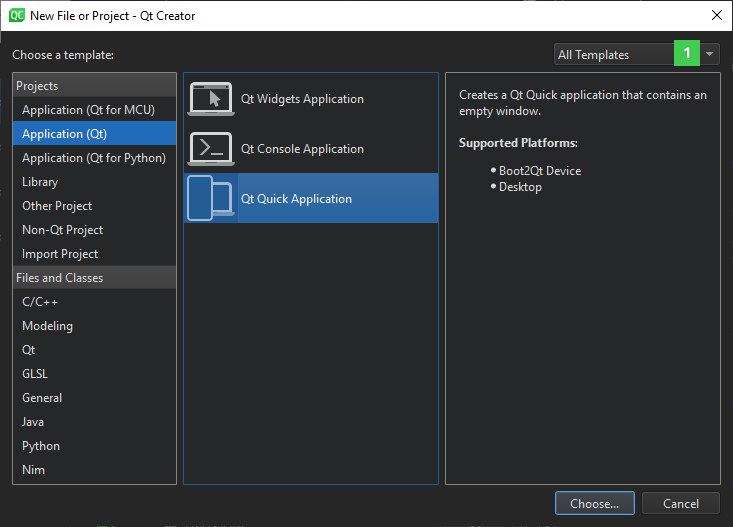 QC New File or Project - Qt Creator
Choose a template:
All Templates
1
Projects
Application (Qt for MCU)
Application (Qt)
Application (Qt for Python)
Library
Other Project
Non-Qt Project
Import Project
Files and Classes
C/C++
Modeling
Qt
GLSL
General
Java
Python
Nim
Qt Widgets Application
Qt Console Application
Qt Quick Application
Creates a Qt Quick application that contains an
empty window.
Supported Platforms:
Boot2Qt Device
Desktop
Choose...
Cancel